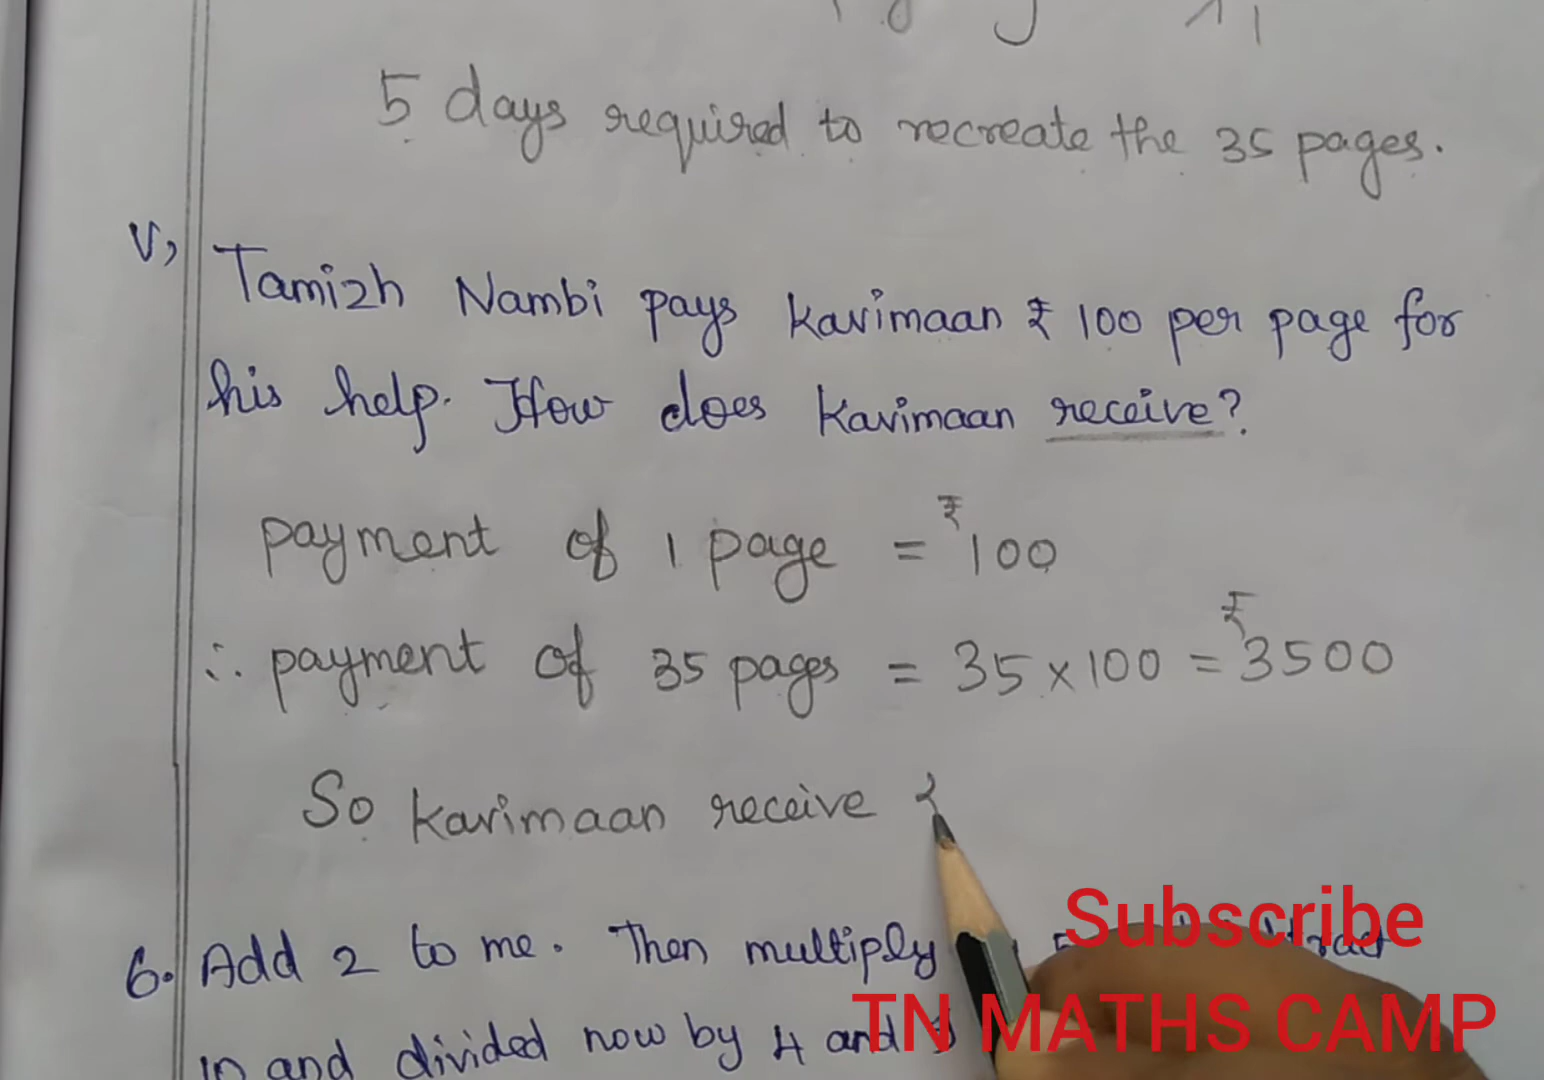 5 days required to recreate the 35 pages.
v, Tamizh Nambi pays kavimaan ₹ 100 per page for
his help. How does kavimaan receive?
payment of 1 page = ₹100
∴ payment of 35 pages = 35 × 100 = ₹3500
So kavimaan receive
6. Add 2 to me. Then multiply
10 and divided now by 4 and
Subscribe
TN MATHS CAMP